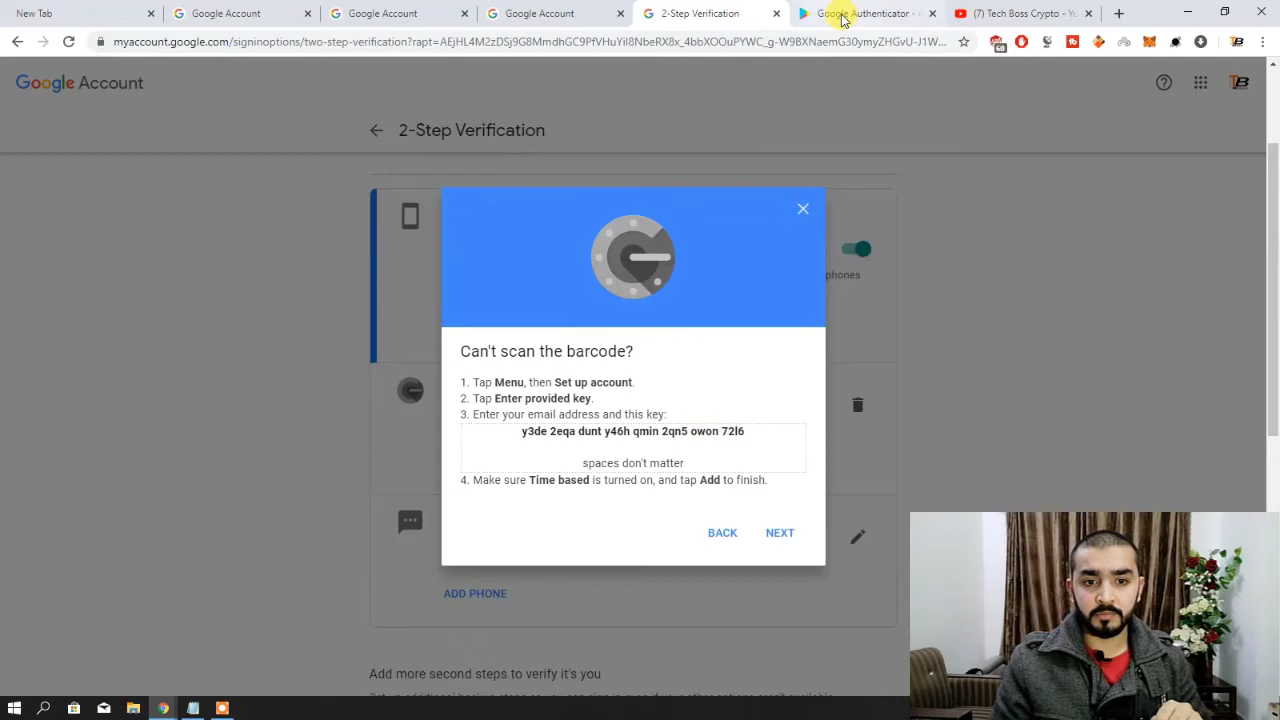 New Tab
Google Account
Google Account
Google Account
2-Step Verification
Google Authenticator - A
(7) Tech Boss Crypto - Yo
myaccount.google.com/signinoptions/two-step-verification?rapt=AEjHL4M2zDSj9G8MmdhGC9PfVHuYiI8NbeRX8x_4bbXOOuPYWC_g-W9BXNaemG30ymyZHGvU-J1W...
60
Google Account
2-Step Verification
phones
Can't scan the barcode?
1. Tap Menu, then Set up account.
2. Tap Enter provided key.
3. Enter your email address and this key:
y3de 2eqa dunt y46h qmin 2qn5 owon 72l6
spaces don't matter
4. Make sure Time based is turned on, and tap Add to finish.
BACK NEXT
ADD PHONE
Add more second steps to verify it's you